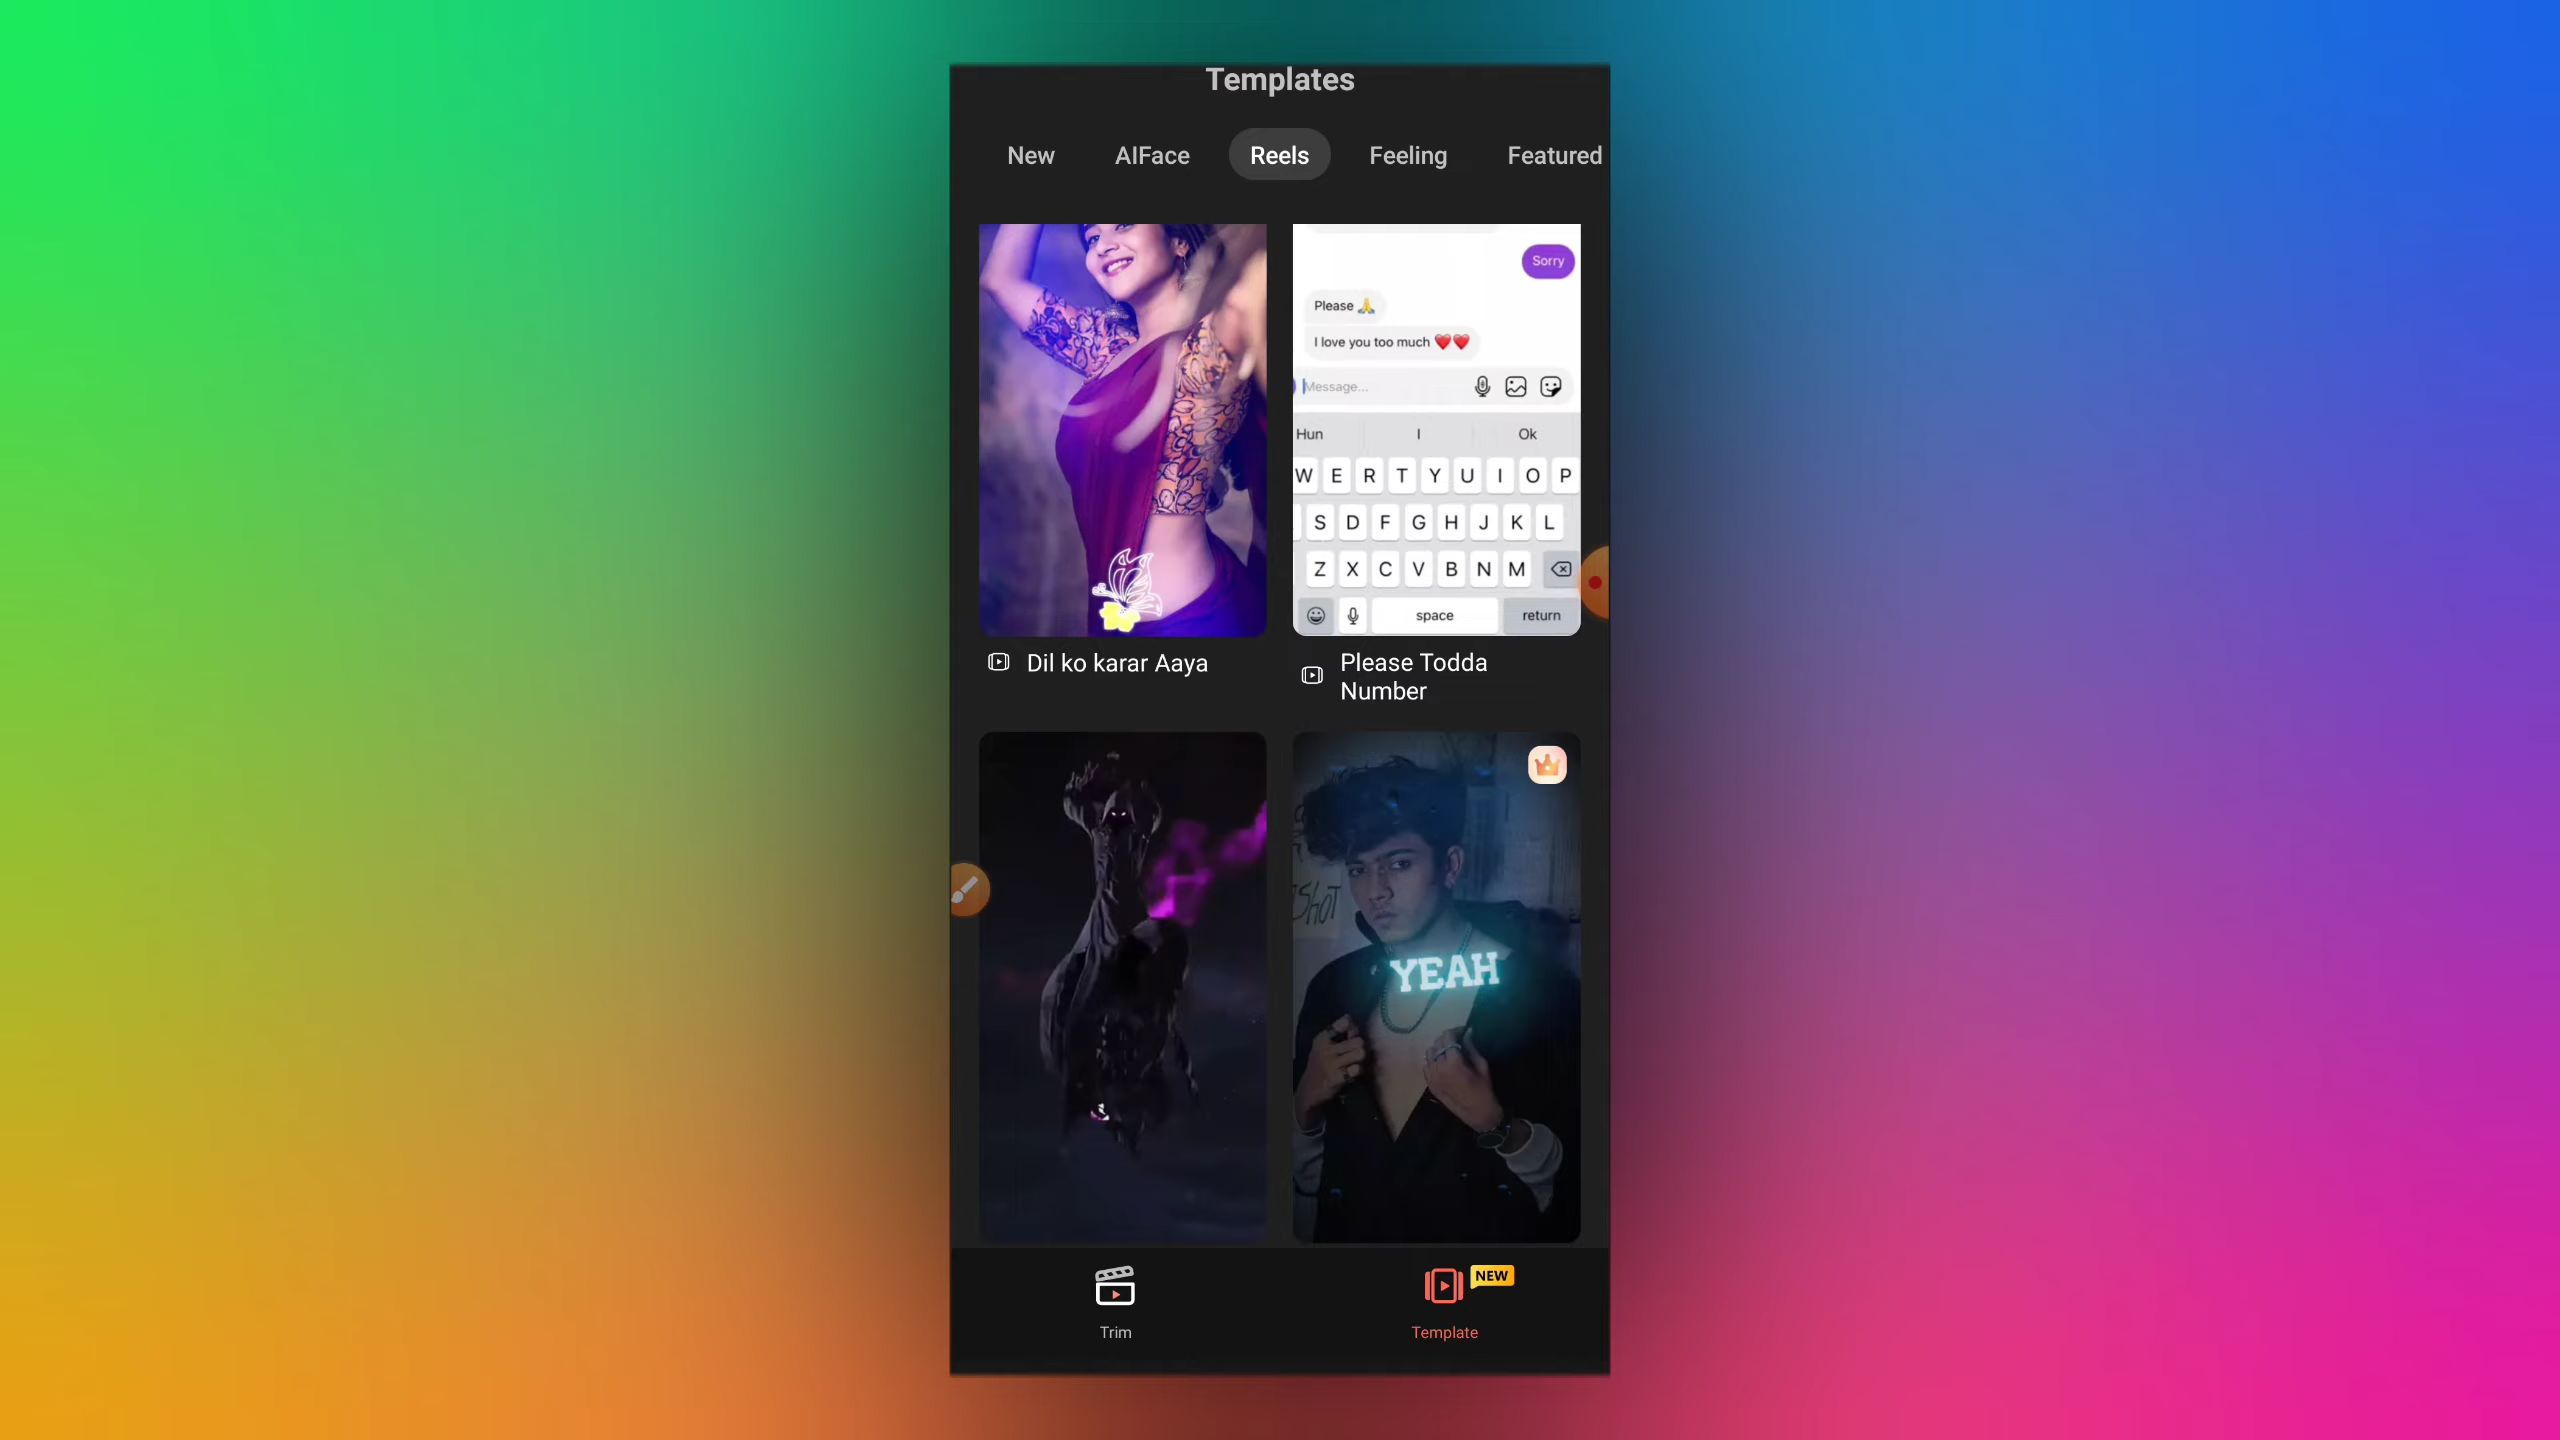 Templates
New AIFace Reels Feeling Featured
Sorry
Please 🙏
I love you too much ❤️❤️
Message...
Hun I Ok
W E R T Y U I O P
S D F G H J K L
Z X C V B N M
space return
Dil ko karar Aaya
Please Todda
Number
SHOT
YEAH
NEW
Trim Template